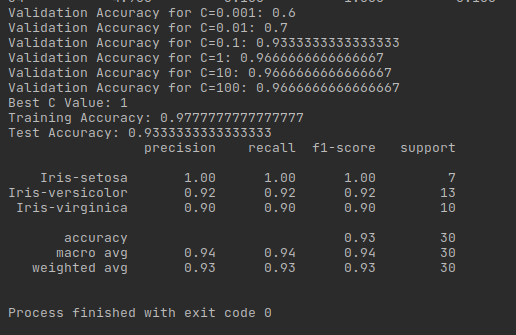 Validation Accuracy for C=0.001: 0.6
Validation Accuracy for C=0.01: 0.7
Validation Accuracy for C=0.1: 0.9333333333333333
Validation Accuracy for C=1: 0.9666666666666667
Validation Accuracy for C=10: 0.9666666666666667
Validation Accuracy for C=100: 0.9666666666666667
Best C Value: 1
Training Accuracy: 0.9777777777777777
Test Accuracy: 0.9333333333333333
precision recall f1-score support
Iris-setosa 1.00 1.00 1.00 7
Iris-versicolor 0.92 0.92 0.92 13
Iris-virginica 0.90 0.90 0.90 10
accuracy 0.93 30
macro avg 0.94 0.94 0.94 30
weighted avg 0.93 0.93 0.93 30
Process finished with exit code 0